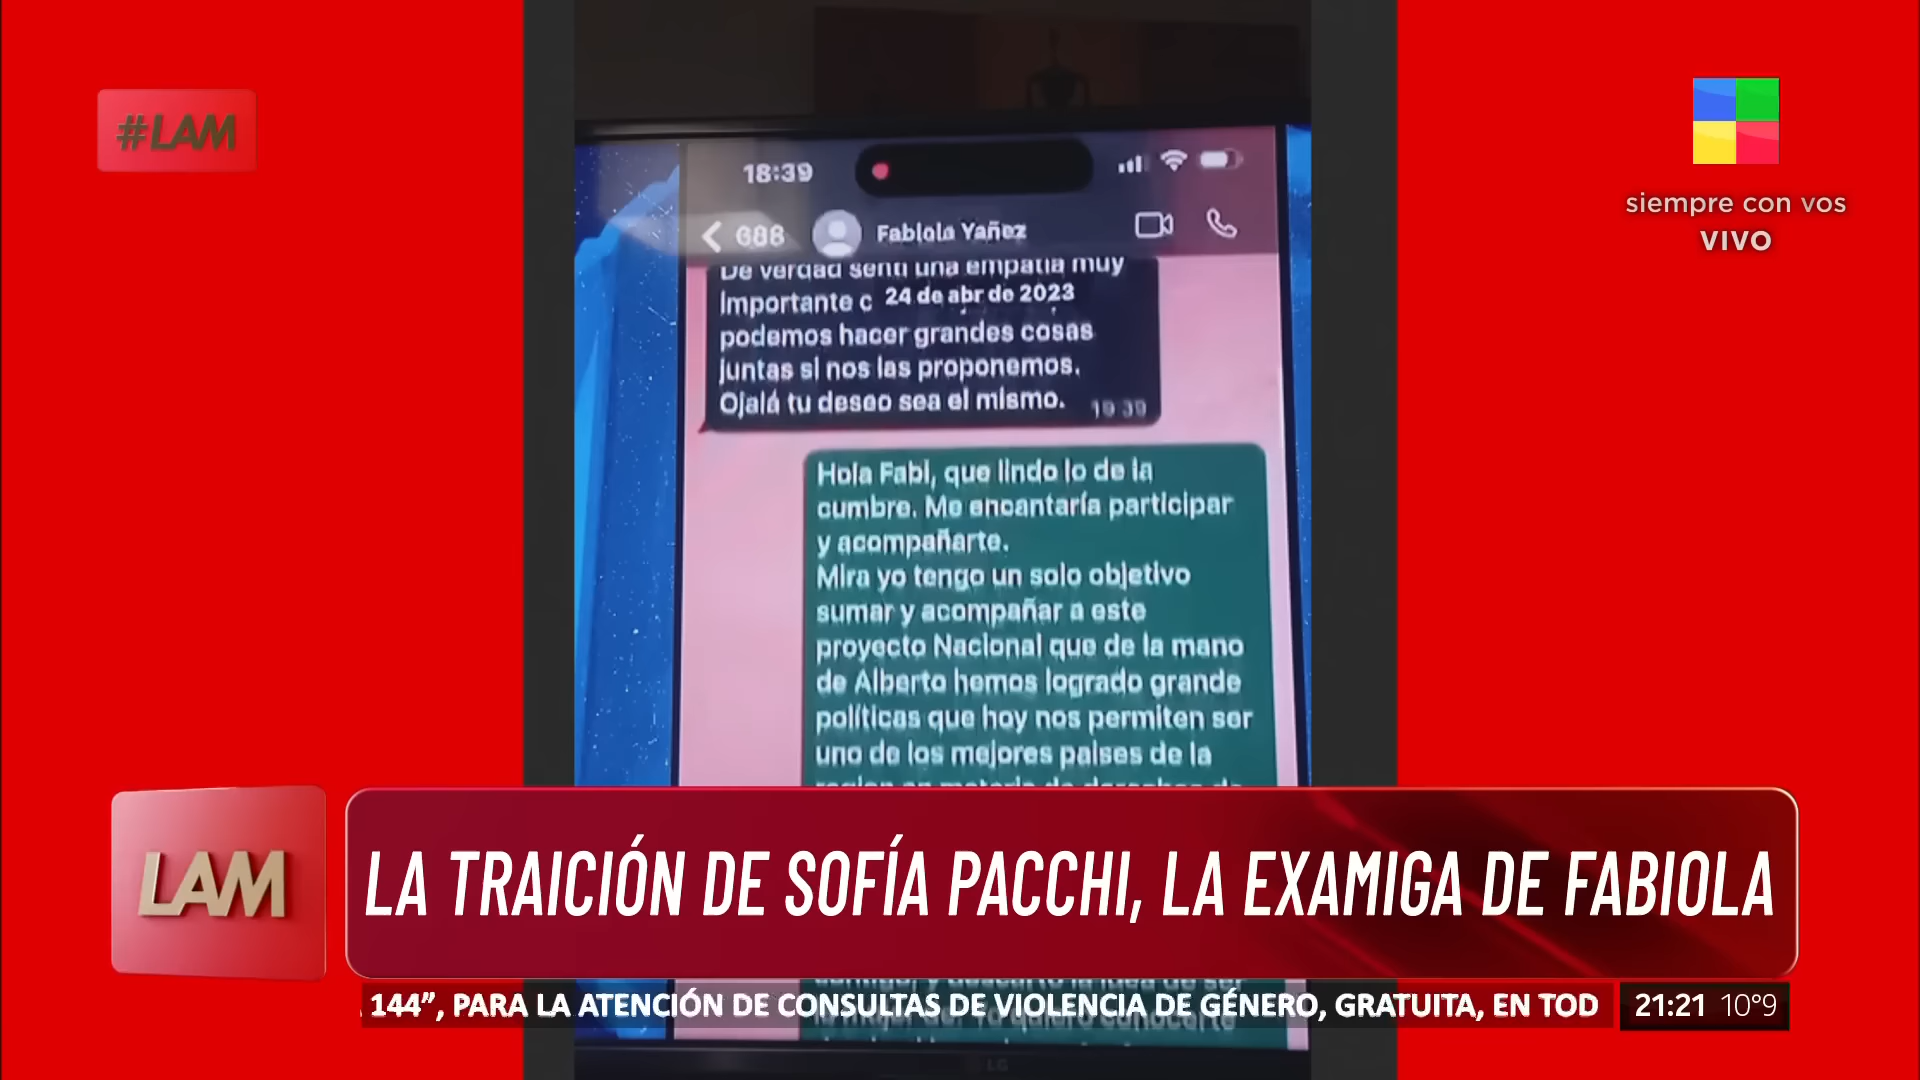 #LAM
siempre con vos
VIVO
18:39
688
Fabiola Yañez
De verdad sentí una empatía muy
importante c
24 de abr de 2023
podemos hacer grandes cosas
juntas si nos las proponemos.
Ojalá tu deseo sea el mismo.
19:39
Hola Fabi, que lindo lo de la
cumbre. Me encantaría participar
y acompañarte.
Mira yo tengo un solo objetivo
sumar y acompañar a este
proyecto Nacional que de la mano
de Alberto hemos logrado grande
políticas que hoy nos permiten ser
uno de los mejores paises de la
LAM
LA TRAICIÓN DE SOFÍA PACCHI, LA EXAMIGA DE FABIOLA
144”, PARA LA ATENCIÓN DE CONSULTAS DE VIOLENCIA DE GÉNERO, GRATUITA, EN TOD
21:21 10°9
LG